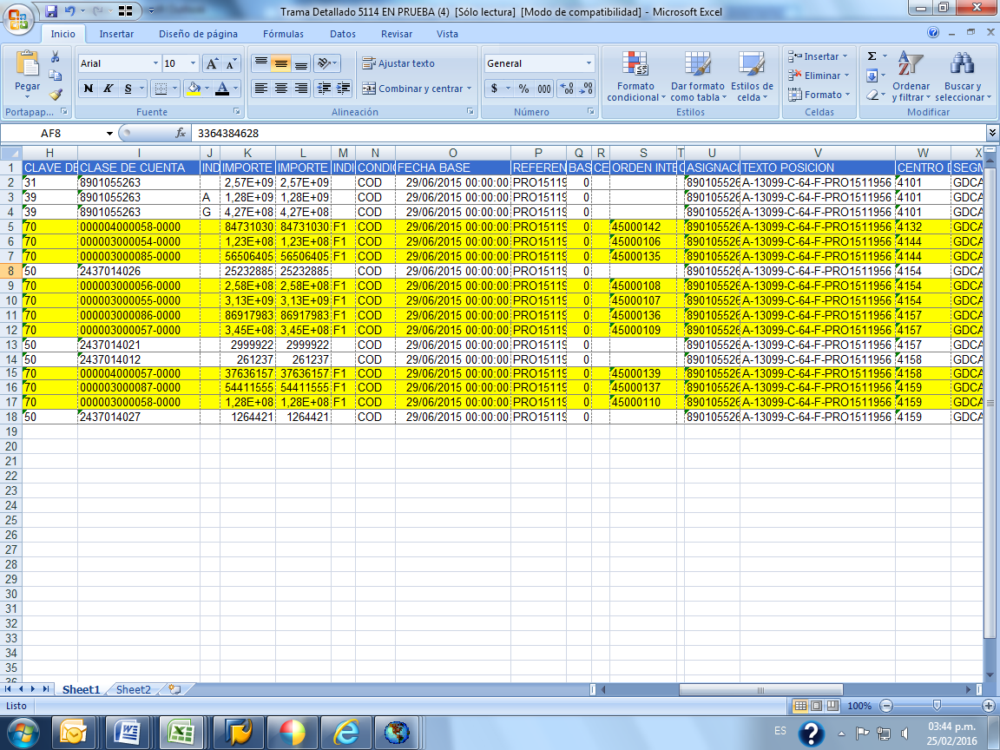 Trama Detallado 5114 EN PRUEBA (4)  [Sólo lectura]  [Modo de compatibilidad] - Microsoft Excel
Inicio Insertar Diseño de página Fórmulas Datos Revisar Vista
Pegar Arial 10 Ajustar texto General Formato condicional Dar formato como tabla Estilos de celda Insertar Eliminar Formato Ordenar y filtrar Buscar y seleccionar
N K S Combinar y centrar $ % 000
Portapap... Fuente Alineación Número Estilos Celdas Modificar
AF8 fx 3364384628
H I J K L M N O P Q R S T U V W X
1 CLAVE DE CLASE DE CUENTA IND IMPORTE IMPORTE INDI CONDIC FECHA BASE REFEREN BAS CE ORDEN INTE C ASIGNACI TEXTO POSICION CENTRO D SEGM
2 31 8901055263 2,57E+09 2,57E+09 COD 29/06/2015 00:00:00 PRO15119 0 890105526 A-13099-C-64-F-PRO1511956 4101 GDCA
3 39 8901055263 A 1,28E+09 1,28E+09 COD 29/06/2015 00:00:00 PRO15119 0 890105526 A-13099-C-64-F-PRO1511956 4101 GDCA
4 39 8901055263 G 4,27E+08 4,27E+08 COD 29/06/2015 00:00:00 PRO15119 0 890105526 A-13099-C-64-F-PRO1511956 4101 GDCA
5 70 000004000058-0000 84731030 84731030 F1 COD 29/06/2015 00:00:00 PRO15119 0 45000142 890105526 A-13099-C-64-F-PRO1511956 4132 GDCA
6 70 000003000054-0000 1,23E+08 1,23E+08 F1 COD 29/06/2015 00:00:00 PRO15119 0 45000106 890105526 A-13099-C-64-F-PRO1511956 4144 GDCA
7 70 000003000085-0000 56506405 56506405 F1 COD 29/06/2015 00:00:00 PRO15119 0 45000135 890105526 A-13099-C-64-F-PRO1511956 4144 GDCA
8 50 2437014026 25232885 25232885 COD 29/06/2015 00:00:00 PRO15119 0 890105526 A-13099-C-64-F-PRO1511956 4154 GDCA
9 70 000003000056-0000 2,58E+08 2,58E+08 F1 COD 29/06/2015 00:00:00 PRO15119 0 45000108 890105526 A-13099-C-64-F-PRO1511956 4154 GDCA
10 70 000003000055-0000 3,13E+09 3,13E+09 F1 COD 29/06/2015 00:00:00 PRO15119 0 45000107 890105526 A-13099-C-64-F-PRO1511956 4154 GDCA
11 70 000003000086-0000 86917983 86917983 F1 COD 29/06/2015 00:00:00 PRO15119 0 45000136 890105526 A-13099-C-64-F-PRO1511956 4157 GDCA
12 70 000003000057-0000 3,45E+08 3,45E+08 F1 COD 29/06/2015 00:00:00 PRO15119 0 45000109 890105526 A-13099-C-64-F-PRO1511956 4157 GDCA
13 50 2437014021 2999922 2999922 COD 29/06/2015 00:00:00 PRO15119 0 890105526 A-13099-C-64-F-PRO1511956 4157 GDCA
14 50 2437014012 261237 261237 COD 29/06/2015 00:00:00 PRO15119 0 890105526 A-13099-C-64-F-PRO1511956 4158 GDCA
15 70 000004000057-0000 37636157 37636157 F1 COD 29/06/2015 00:00:00 PRO15119 0 45000139 890105526 A-13099-C-64-F-PRO1511956 4158 GDCA
16 70 000003000087-0000 54411555 54411555 F1 COD 29/06/2015 00:00:00 PRO15119 0 45000137 890105526 A-13099-C-64-F-PRO1511956 4159 GDCA
17 70 000003000058-0000 1,28E+08 1,28E+08 F1 COD 29/06/2015 00:00:00 PRO15119 0 45000110 890105526 A-13099-C-64-F-PRO1511956 4159 GDCA
18 50 2437014027 1264421 1264421 COD 29/06/2015 00:00:00 PRO15119 0 890105526 A-13099-C-64-F-PRO1511956 4159 GDCA
19
20
21
22
23
24
25
26
27
28
29
30
31
32
33
34
35
36
Sheet1 Sheet2
Listo 100%
ES 03:44 p.m.
25/02/2016